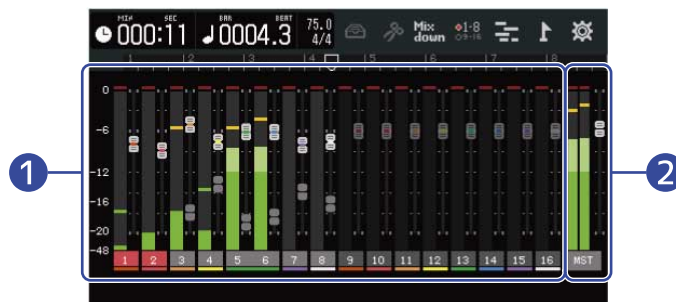 MIN SEC BAR BEAT
000:11 0004.3 75.0 4/4 Mix down 1-8 09-16
1 2 3 4 5 6 7 8
0
-6
-12
-16
-20
-48
1 2 3 4 5 6 7 8 9 10 11 12 13 14 15 16 MST
1 2